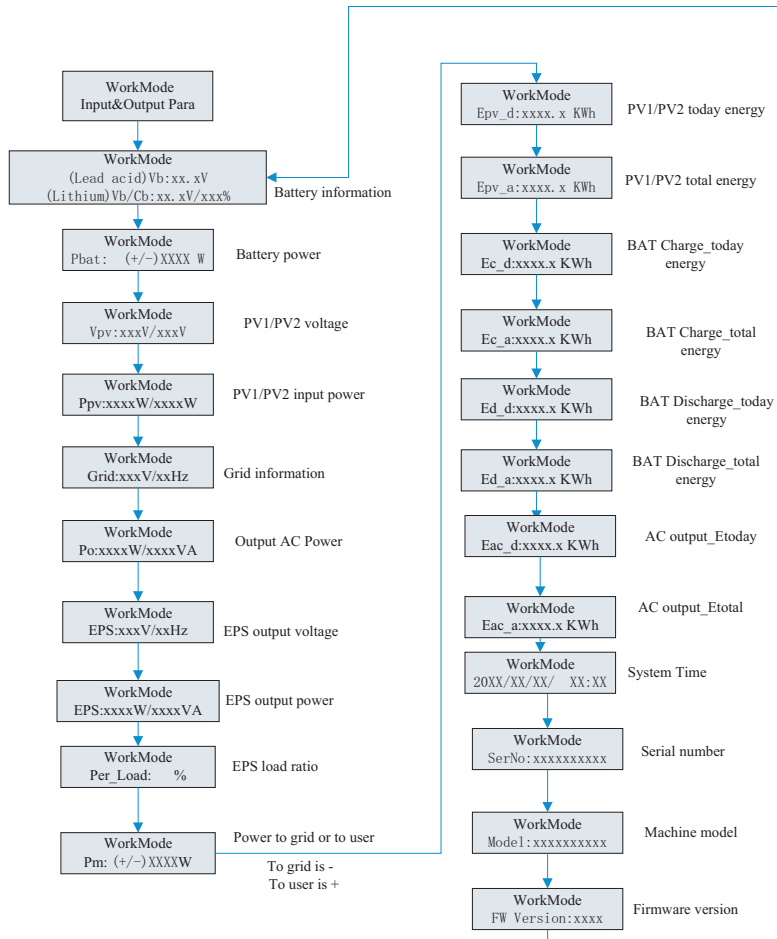 WorkMode
Input&Output Para
WorkMode
(Lead acid)Vb:xx.xV
(Lithium)Vb/Cb:xx.xV/xxx%
Battery information
WorkMode
Pbat: (+/-)XXXX W
Battery power
WorkMode
Vpv:xxxV/xxxV
PV1/PV2 voltage
WorkMode
Ppv:xxxxW/xxxxW
PV1/PV2 input power
WorkMode
Grid:xxxV/xxHz
Grid information
WorkMode
Po:xxxxW/xxxxVA
Output AC Power
WorkMode
EPS:xxxV/xxHz
EPS output voltage
WorkMode
EPS:xxxxW/xxxxVA
EPS output power
WorkMode
Per_Load: %
EPS load ratio
WorkMode
Pm: (+/-)XXXXW
Power to grid or to user
To grid is -
To user is +
WorkMode
Epv_d:xxxx.x KWh
PV1/PV2 today energy
WorkMode
Epv_a:xxxx.x KWh
PV1/PV2 total energy
WorkMode
Ec_d:xxxx.x KWh
BAT Charge_today
energy
WorkMode
Ec_a:xxxx.x KWh
BAT Charge_total
energy
WorkMode
Ed_d:xxxx.x KWh
BAT Discharge_today
energy
WorkMode
Ed_a:xxxx.x KWh
BAT Discharge_total
energy
WorkMode
Eac_d:xxxx.x KWh
AC output_Etoday
WorkMode
Eac_a:xxxx.x KWh
AC output_Etotal
WorkMode
20XX/XX/XX/ XX:XX
System Time
WorkMode
SerNo:xxxxxxxxxx
Serial number
WorkMode
Model:xxxxxxxxxx
Machine model
WorkMode
FW Version:xxxx
Firmware version